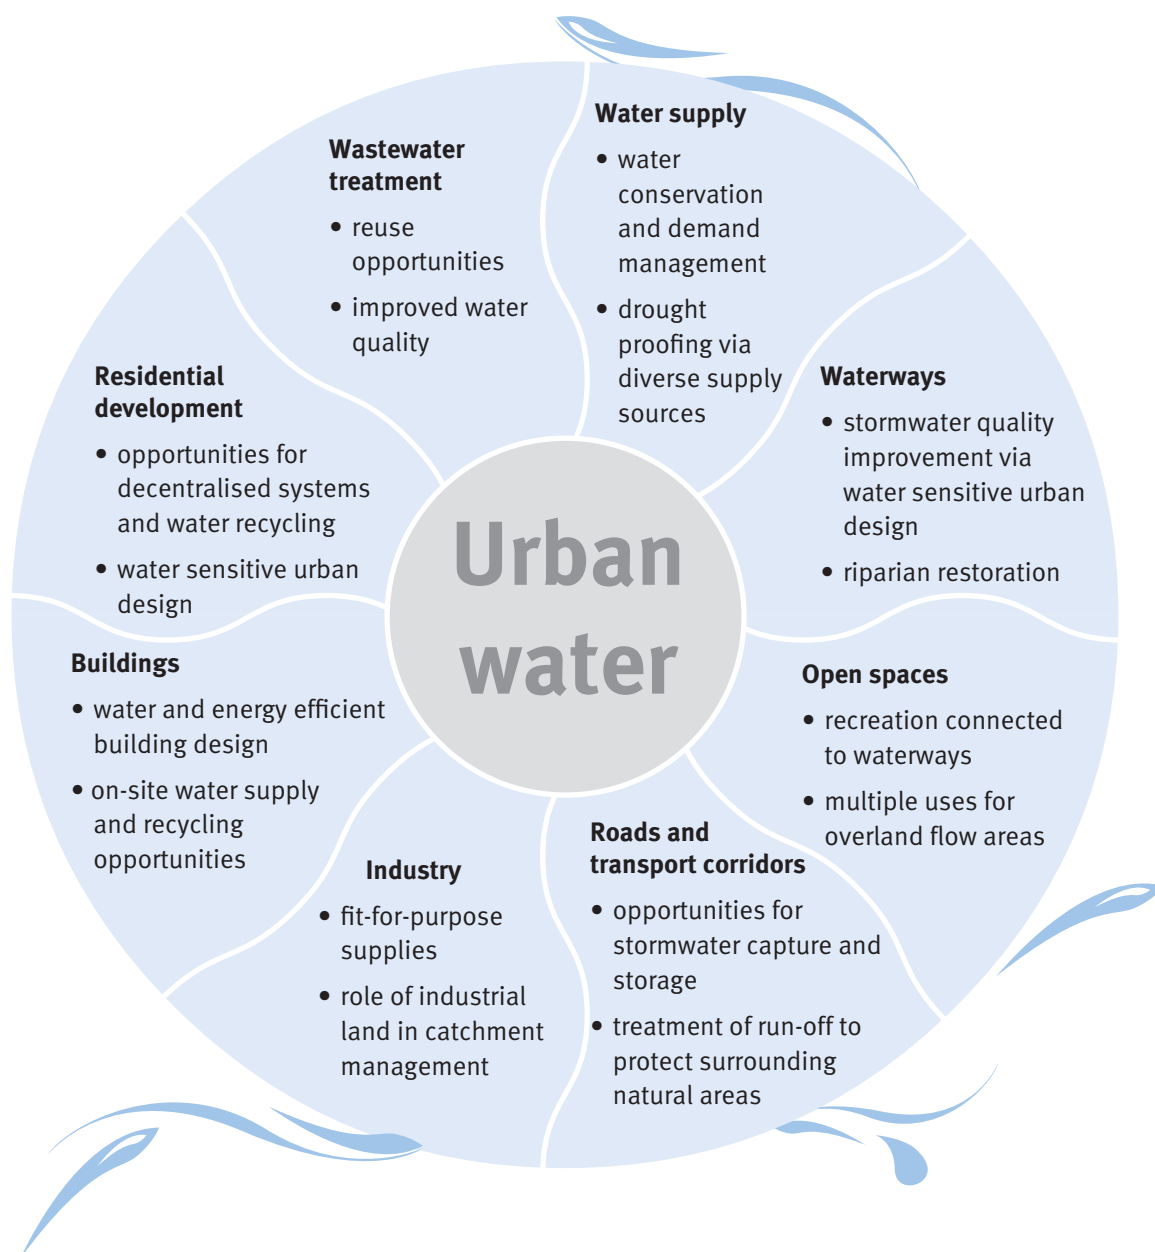 Water supply
• water
conservation
and demand
management
• drought
proofing via
diverse supply
sources
Waterways
• stormwater quality
improvement via
water sensitive urban
design
• riparian restoration
Open spaces
• recreation connected
to waterways
• multiple uses for
overland flow areas
Roads and
transport corridors
• opportunities for
stormwater capture and
storage
• treatment of run-off to
protect surrounding
natural areas
Industry
• fit-for-purpose
supplies
• role of industrial
land in catchment
management
Buildings
• water and energy efficient
building design
• on-site water supply
and recycling
opportunities
Residential
development
• opportunities for
decentralised systems
and water recycling
• water sensitive urban
design
Wastewater
treatment
• reuse
opportunities
• improved water
quality
Urban
water